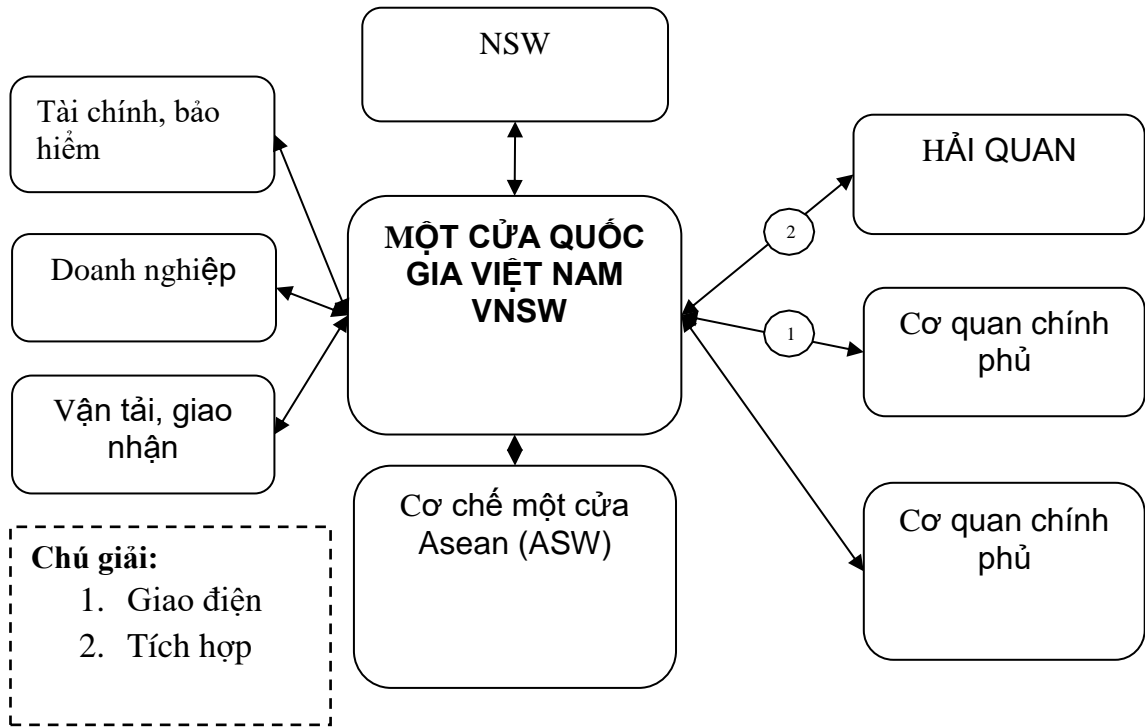 NSW
Tài chính, bảo
hiểm
HẢI QUAN
MỘT CỬA QUỐC
GIA VIỆT NAM
VNSW
2
Doanh nghiệp
1
Cơ quan chính
phủ
Vận tải, giao
nhận
Cơ chế một cửa
Asean (ASW)
Cơ quan chính
phủ
Chú giải:
1. Giao điện
2. Tích hợp